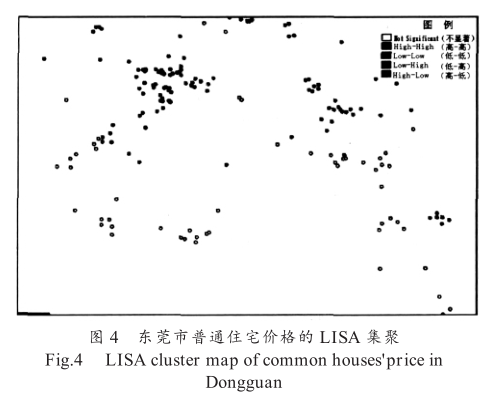 图 例
Not Significant (不显著)
High-High (高-高)
Low-Low (低-低)
Low-High (低-高)
High-Low (高-低)
图 4 东莞市普通住宅价格的 LISA 集聚
Fig.4 LISA cluster map of common houses'price in
Dongguan